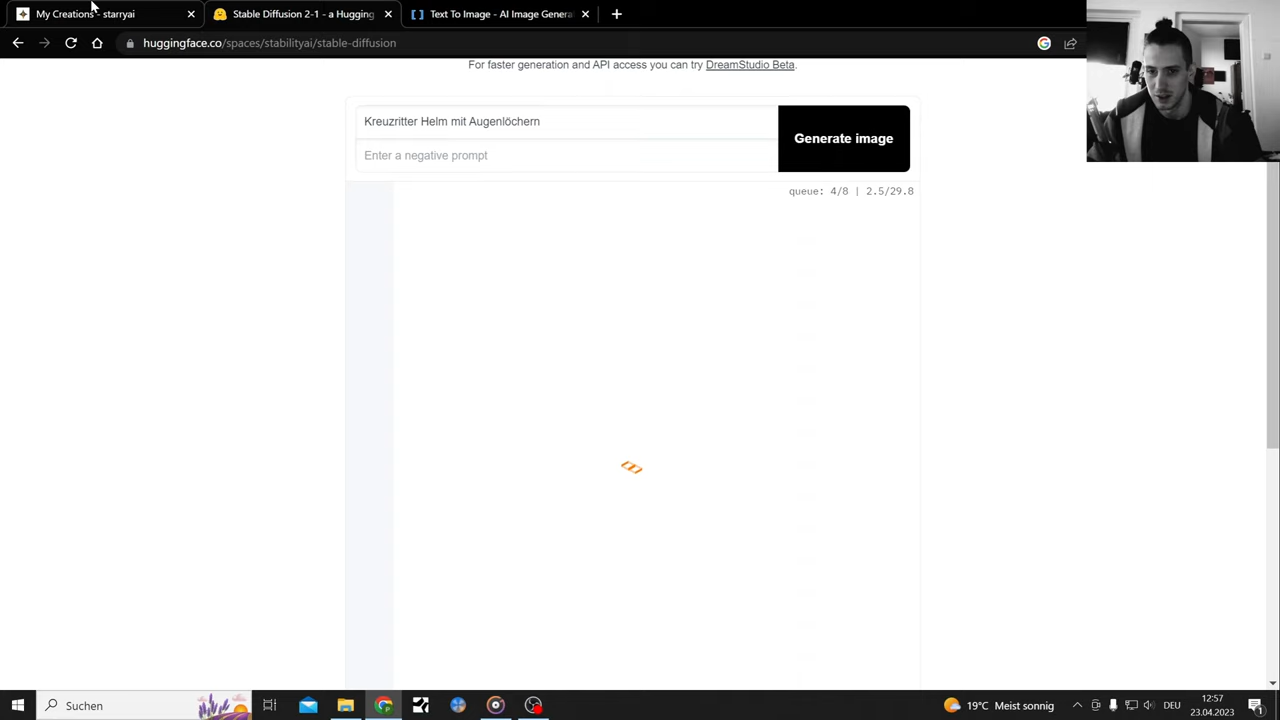 My Creations - starryai
Stable Diffusion 2-1 - a Hugging
Text To Image - AI Image Genera
huggingface.co/spaces/stabilityai/stable-diffusion
For faster generation and API access you can try DreamStudio Beta.
Kreuzritter Helm mit Augenlöchern
Enter a negative prompt
Generate image
queue: 4/8 | 2.5/29.8
Suchen
19°C Meist sonnig
DEU
12:57
23.04.2023
1